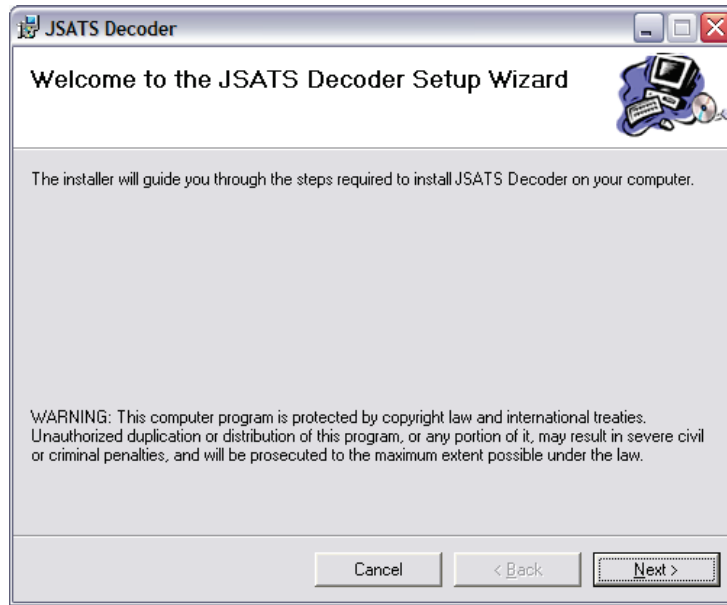 JSATS Decoder
Welcome to the JSATS Decoder Setup Wizard
The installer will guide you through the steps required to install JSATS Decoder on your computer.
WARNING: This computer program is protected by copyright law and international treaties.
Unauthorized duplication or distribution of this program, or any portion of it, may result in severe civil
or criminal penalties, and will be prosecuted to the maximum extent possible under the law.
Cancel < Back Next >